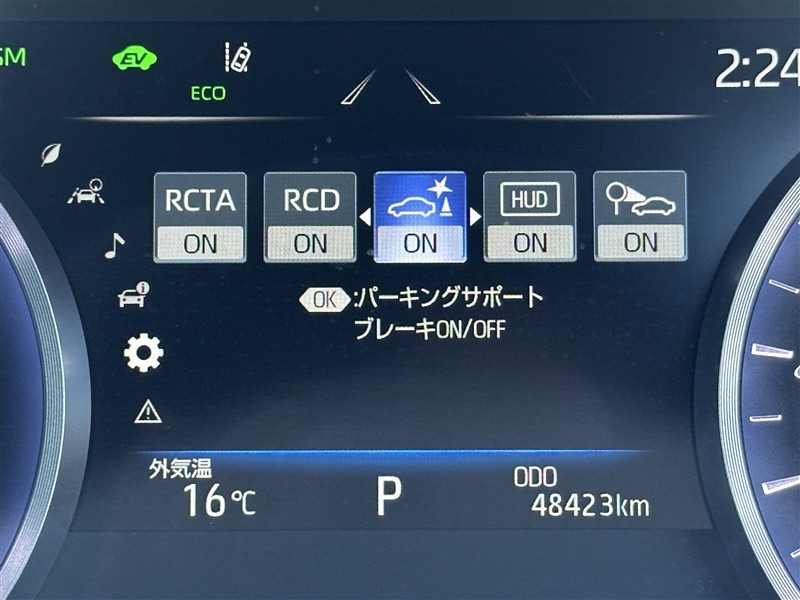 EV
ECO
2:24
RCTA
RCD
HUD
ON
ON
ON
ON
ON
OK :パーキングサポート
ブレーキON/OFF
外気温
16℃
P
ODO
48423km